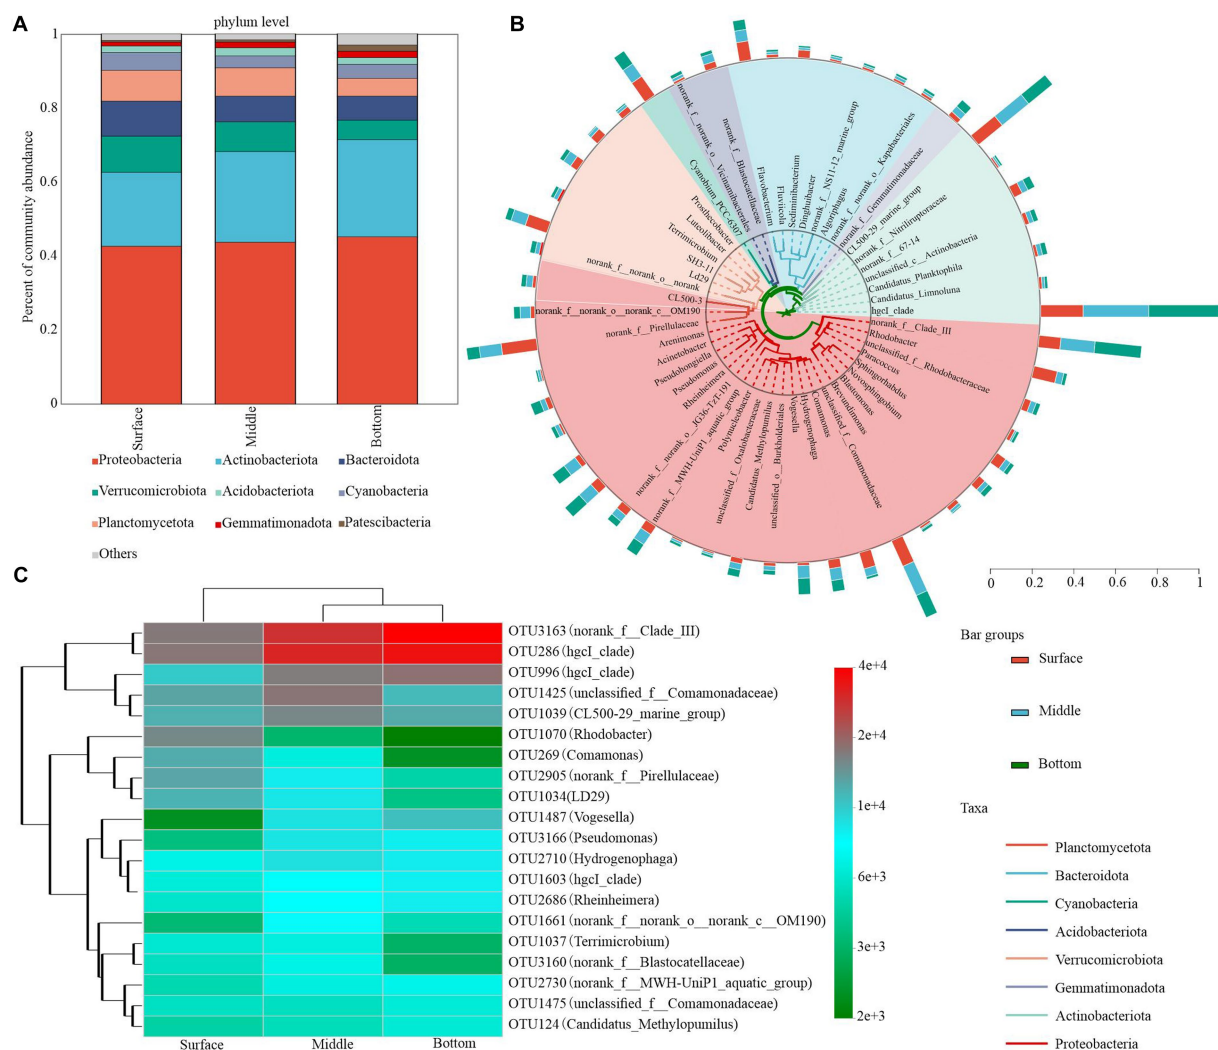 A
phylum level
Percent of community abundance
1
0.8
0.6
0.4
0.2
0
Surface
Middle
Bottom
Proteobacteria
Actinobacteriota
Bacteroidota
Verrucomicrobiota
Acidobacteriota
Cyanobacteria
Planctomycetota
Gemmatimonadota
Patescibacteria
Others
B
Cyanobium_PCC-6307
norank_f__norank_o__Vicinamibacterales
norank_f__Blastocatellaceae
Flavobacterium
Fluviicola
Sediminibacterium
Dinghuibacter
norank_f__NS11-12_marine_group
Algoriphagus
norank_f__norank_o__Kapabacteriales
norank_f__Gemmatimonadaceae
CL500-29_marine_group
norank_f__Nitriliruptoraceae
norank_f__67-14
unclassified_c__Actinobacteria
Candidatus_Planktophila
Candidatus_Limnoluna
hgcI_clade
norank_f__Clade_III
Rhodobacter
unclassified_f__Rhodobacteraceae
Paracoccus
Sphingorhabdus
Novosphingobium
Blastomonas
Brevundimonas
unclassified_f__Comamonadaceae
Comamonas
Hydrogenophaga
Vogesella
unclassified_o__Burkholderiales
Candidatus_Methylopumilus
unclassified_f__Oxalobacteraceae
Polynucleobacter
norank_f__MWH-UniP1_aquatic_group
norank_f__norank_o__JG36-TzT-191
Rheinheimera
Pseudomonas
Pseudohongiella
Acinetobacter
Arenimonas
norank_f__Pirellulaceae
norank_f__norank_o__norank_c__OM190
CL500-3
norank_f__norank_o__norank
Ld29
SH3-11
Terrimicrobium
Luteolibacter
Prosthecobacter
0 0.2 0.4 0.6 0.8 1
Bar groups
Surface
Middle
Bottom
Taxa
Planctomycetota
Bacteroidota
Cyanobacteria
Acidobacteriota
Verrucomicrobiota
Gemmatimonadota
Actinobacteriota
Proteobacteria
C
OTU3163(norank_f__Clade_III)
OTU286(hgcI_clade)
OTU996(hgcI_clade)
OTU1425(unclassified_f__Comamonadaceae)
OTU1039(CL500-29_marine_group)
OTU1070(Rhodobacter)
OTU269(Comamonas)
OTU2905(norank_f__Pirellulaceae)
OTU1034(LD29)
OTU1487(Vogesella)
OTU3166(Pseudomonas)
OTU2710(Hydrogenophaga)
OTU1603(hgcI_clade)
OTU2686(Rheinheimera)
OTU1661(norank_f__norank_o__norank_c__OM190)
OTU1037(Terrimicrobium)
OTU3160(norank_f__Blastocatellaceae)
OTU2730(norank_f__MWH-UniP1_aquatic_group)
OTU1475(unclassified_f__Comamonadaceae)
OTU124(Candidatus_Methylopumilus)
Surface
Middle
Bottom
4e+4
2e+4
1e+4
6e+3
3e+3
2e+3